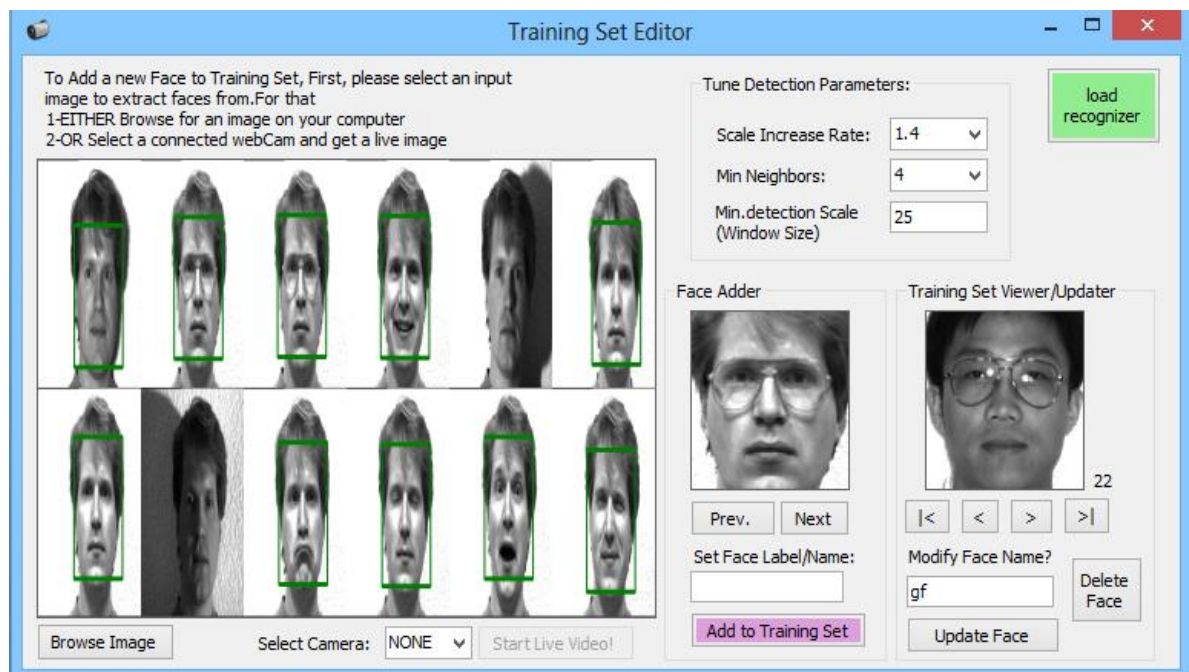 Training Set Editor
To Add a new Face to Training Set, First, please select an input
image to extract faces from.For that
1-EITHER Browse for an image on your computer
2-OR Select a connected webCam and get a live image
Tune Detection Parameters:
Scale Increase Rate:
1.4
Min Neighbors:
4
Min.detection Scale
(Window Size)
25
load
recognizer
Face Adder
Prev.
Next
Set Face Label/Name:
Add to Training Set
Training Set Viewer/Updater
22
|<
<
>
>|
Modify Face Name?
gf
Delete
Face
Update Face
Browse Image
Select Camera:
NONE
Start Live Video!